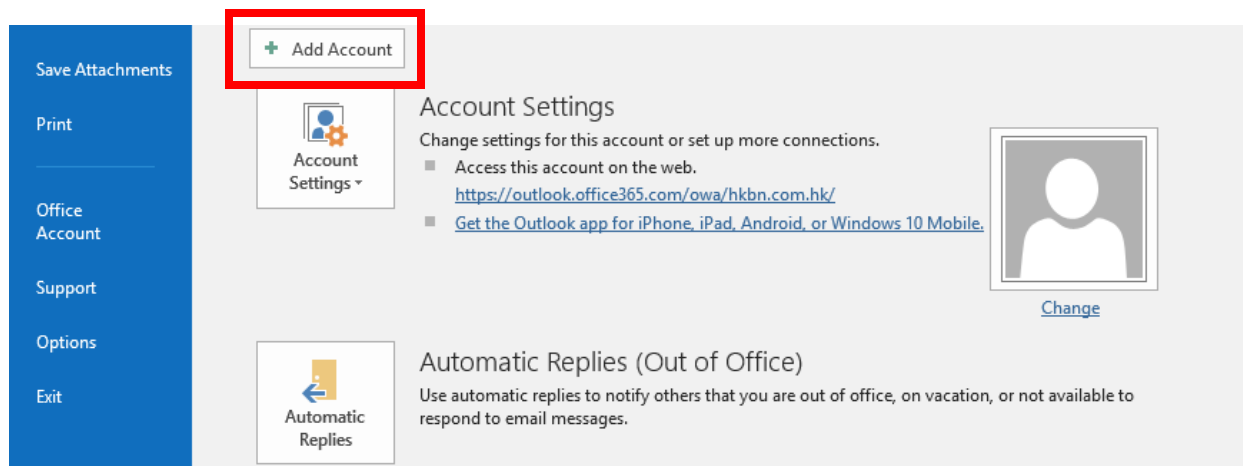 Save Attachments
Print
Office
Account
Support
Options
Exit
+ Add Account
Account
Settings
Account Settings
Change settings for this account or set up more connections.
Access this account on the web.
https://outlook.office365.com/owa/hkbn.com.hk/
Get the Outlook app for iPhone, iPad, Android, or Windows 10 Mobile.
Change
Automatic
Replies
Automatic Replies (Out of Office)
Use automatic replies to notify others that you are out of office, on vacation, or not available to
respond to email messages.